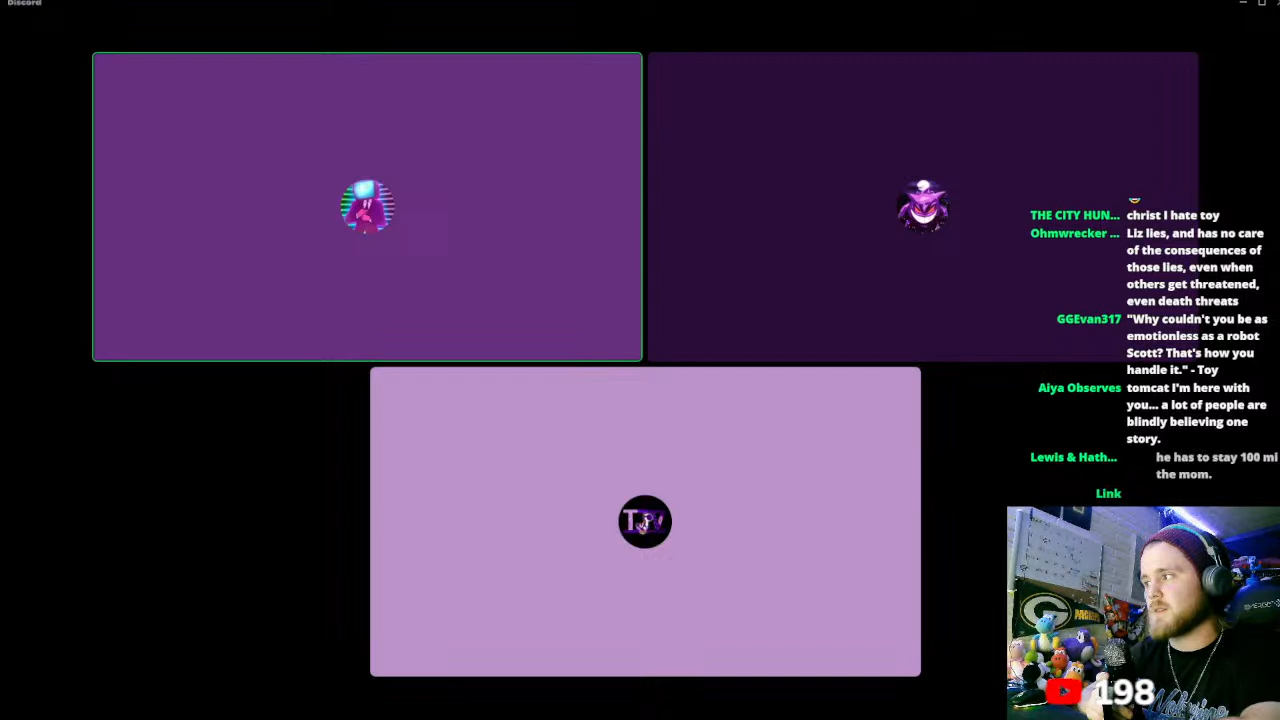 Discord
THE CITY HUN... christ I hate toy
Ohmwrecker ... Liz lies, and has no care
of the consequences of
those lies, even when
others get threatened,
even death threats
GGEvan317 "Why couldn't you be as
emotionless as a robot
Scott? That's how you
handle it." - Toy
Aiya Observes tomcat I'm here with
you... a lot of people are
blindly believing one
story.
Lewis & Hath... he has to stay 100 mi
the mom.
Link
PACKERS
198